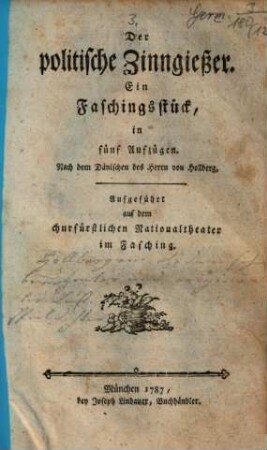 3.
Der
politische Zinngießer.
Ein
Faschingsstück,
in
fünf Aufzügen.
Nach dem Dänischen des Herrn von Holberg.
Aufgeführt
auf dem
churfürstlichen Nationaltheater
im Fasching.
München 1787,
bey Joseph Lindauer, Buchhändler.